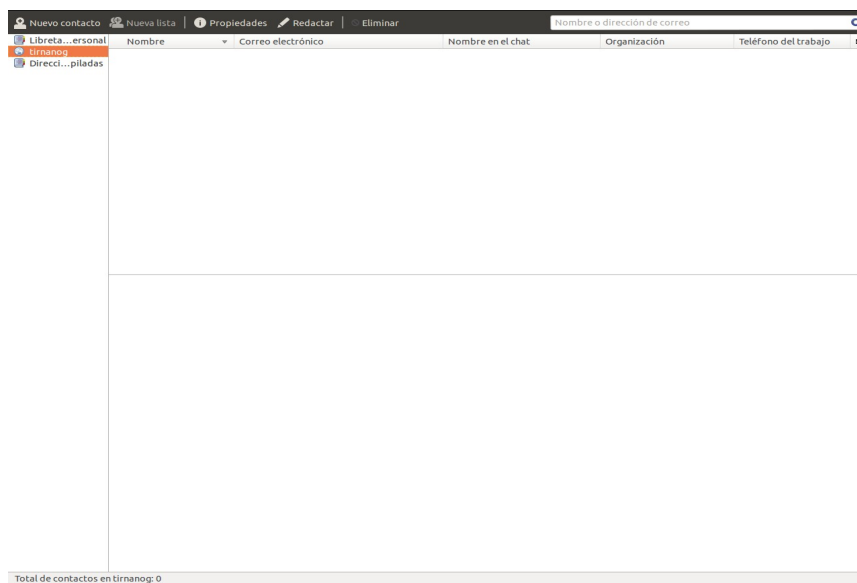 Nuevo contacto Nueva lista Propiedades Redactar Eliminar Nombre o dirección de correo
Libreta...ersonal
tirnanog
Direcci...piladas
Nombre Correo electrónico Nombre en el chat Organización Teléfono del trabajo
Total de contactos en tirnanog: 0